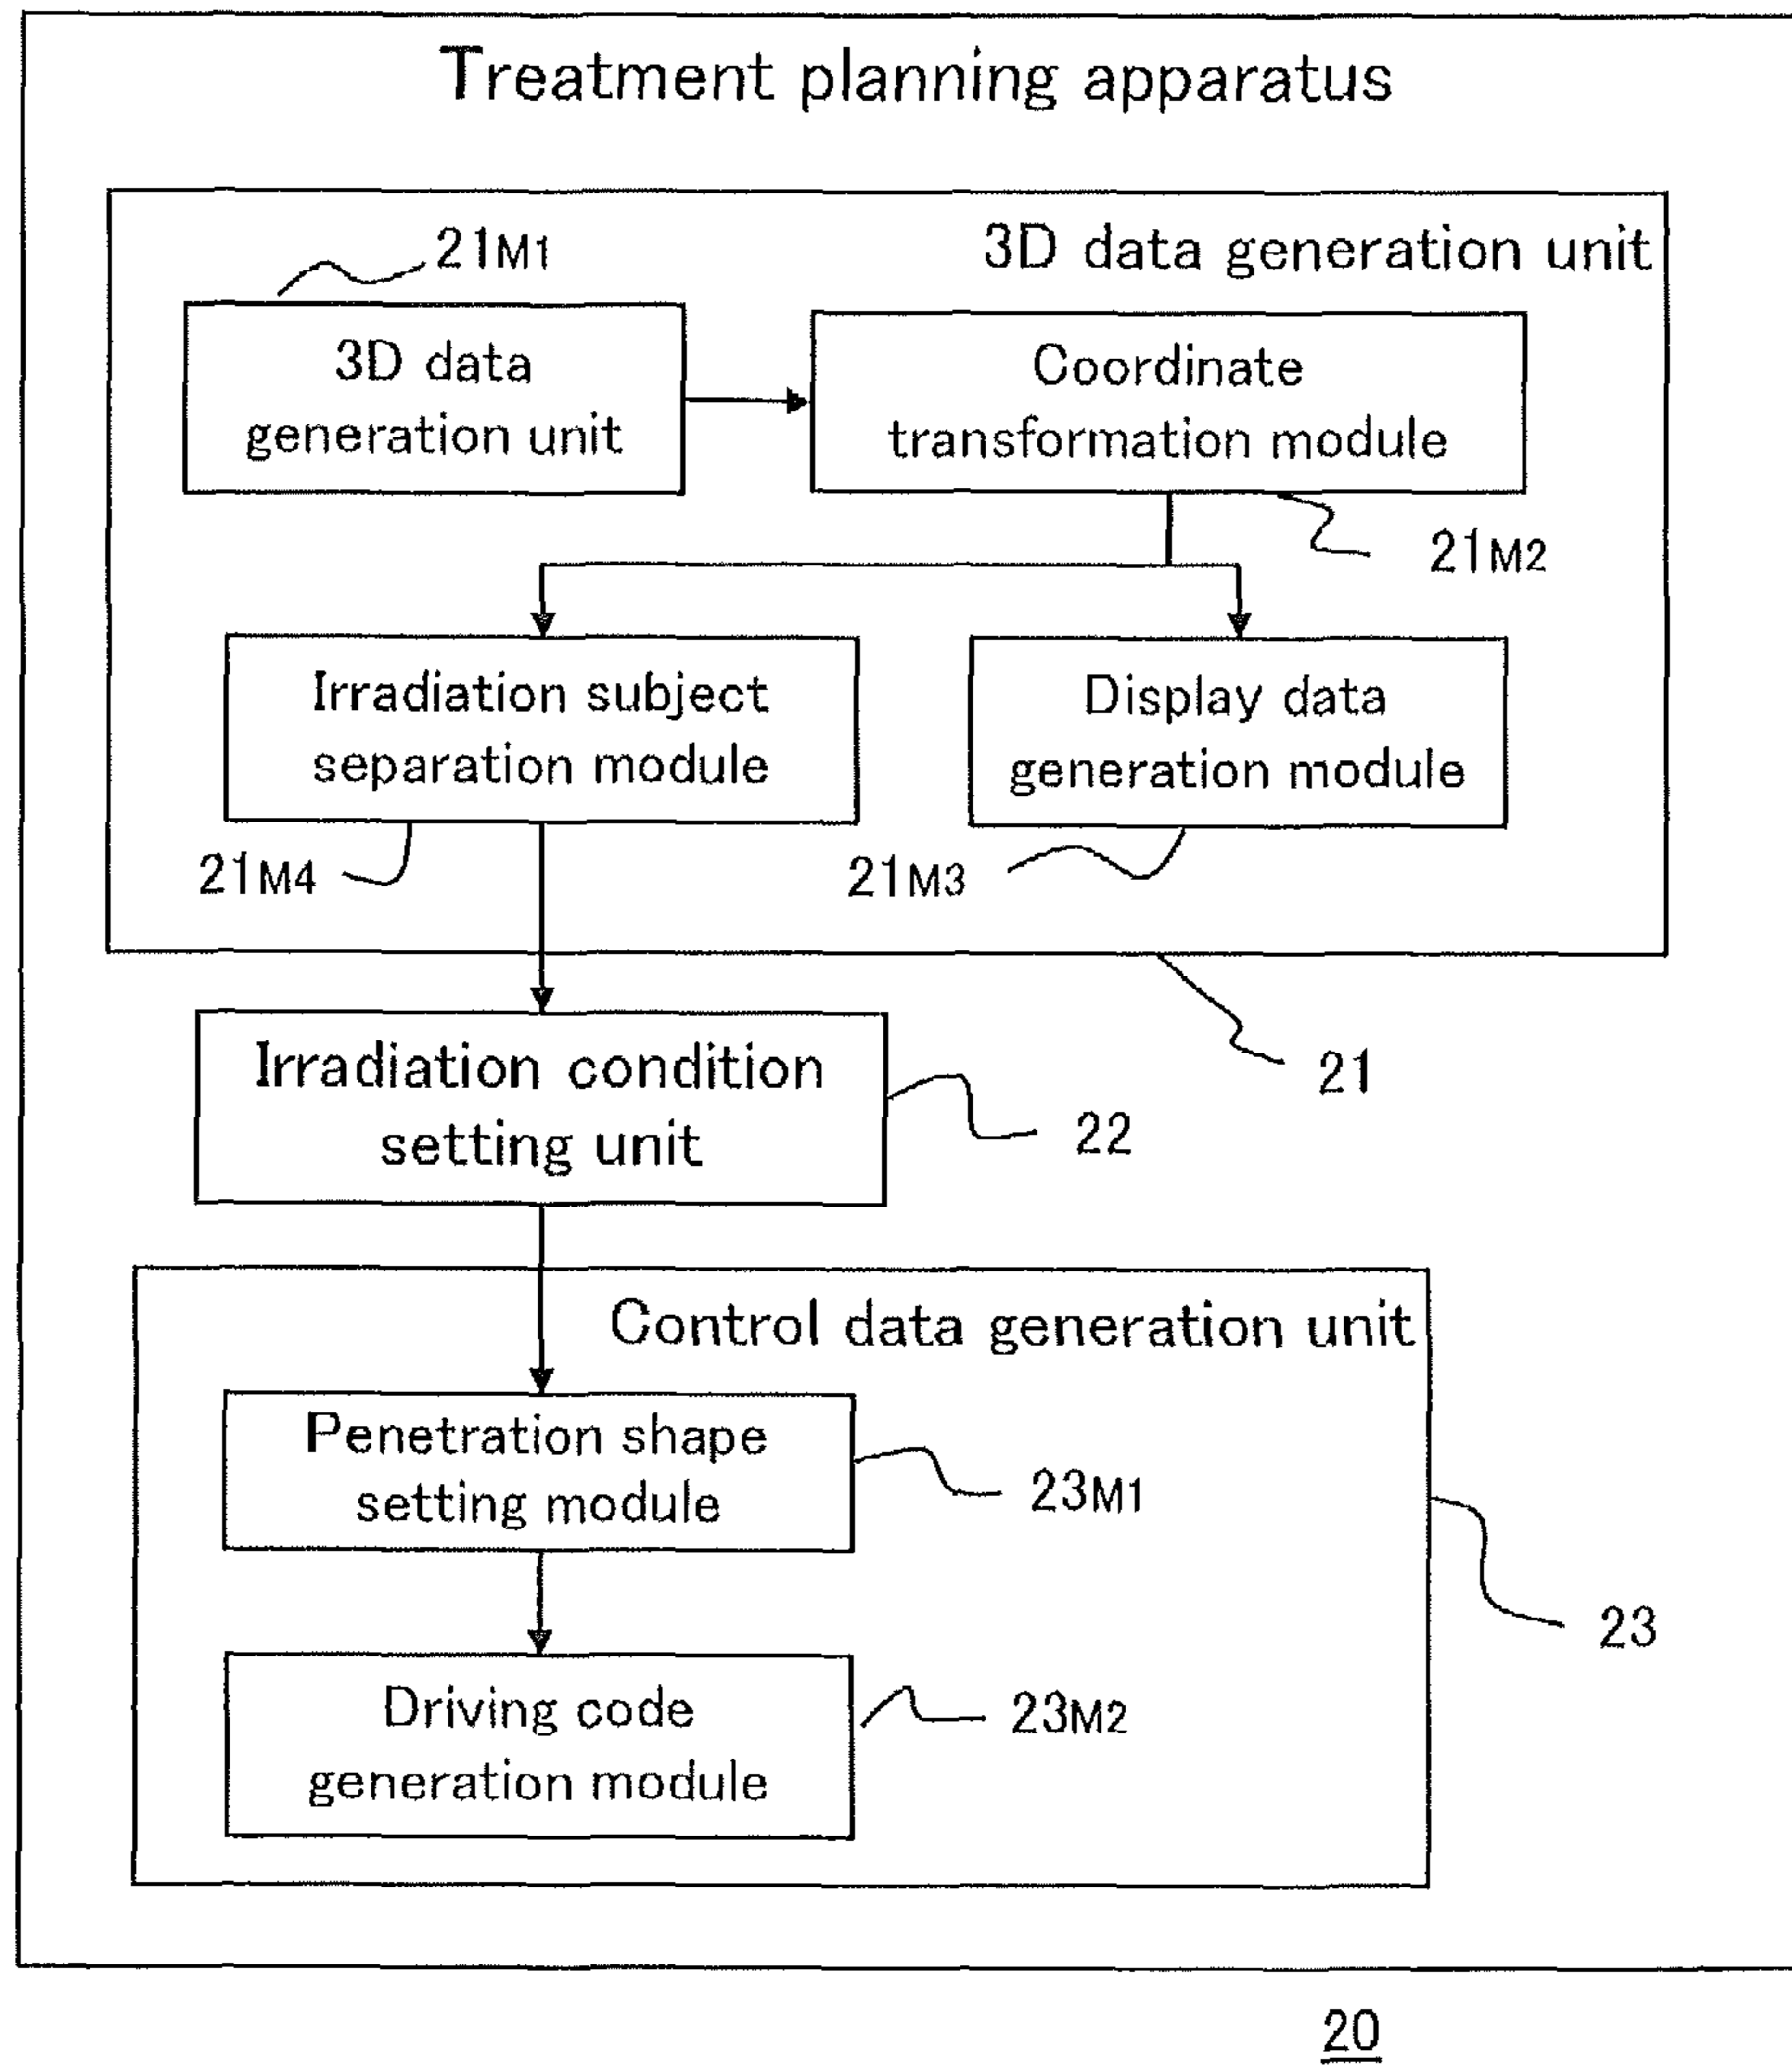 Treatment planning apparatus
3D data generation unit
21M1
3D data
generation unit
Coordinate
transformation module
21M2
Irradiation subject
separation module
Display data
generation module
21M4
21M3
21
Irradiation condition
setting unit
22
Control data generation unit
Penetration shape
setting module
23M1
23
Driving code
generation module
23M2
20